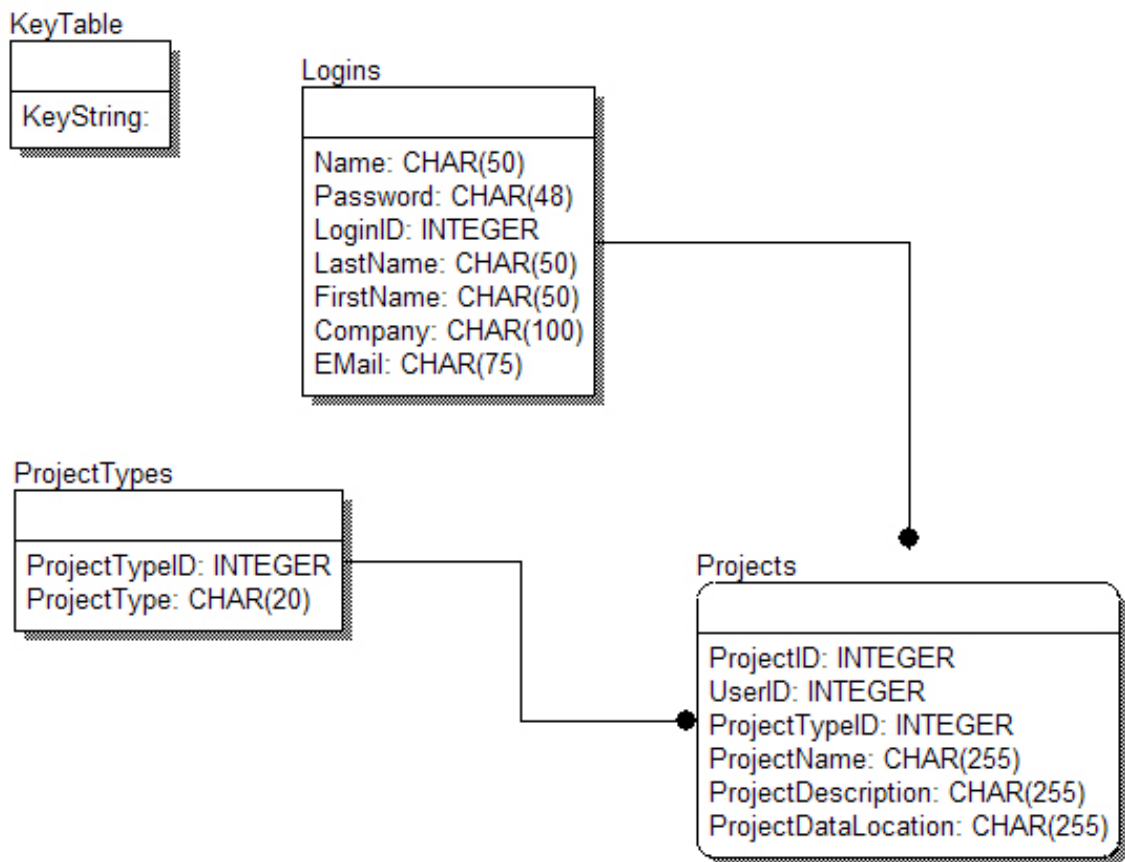 KeyTable
KeyString:
Logins
Name: CHAR(50)
Password: CHAR(48)
LoginID: INTEGER
LastName: CHAR(50)
FirstName: CHAR(50)
Company: CHAR(100)
EMail: CHAR(75)
ProjectTypes
ProjectTypeID: INTEGER
ProjectType: CHAR(20)
Projects
ProjectID: INTEGER
UserID: INTEGER
ProjectTypeID: INTEGER
ProjectName: CHAR(255)
ProjectDescription: CHAR(255)
ProjectDataLocation: CHAR(255)